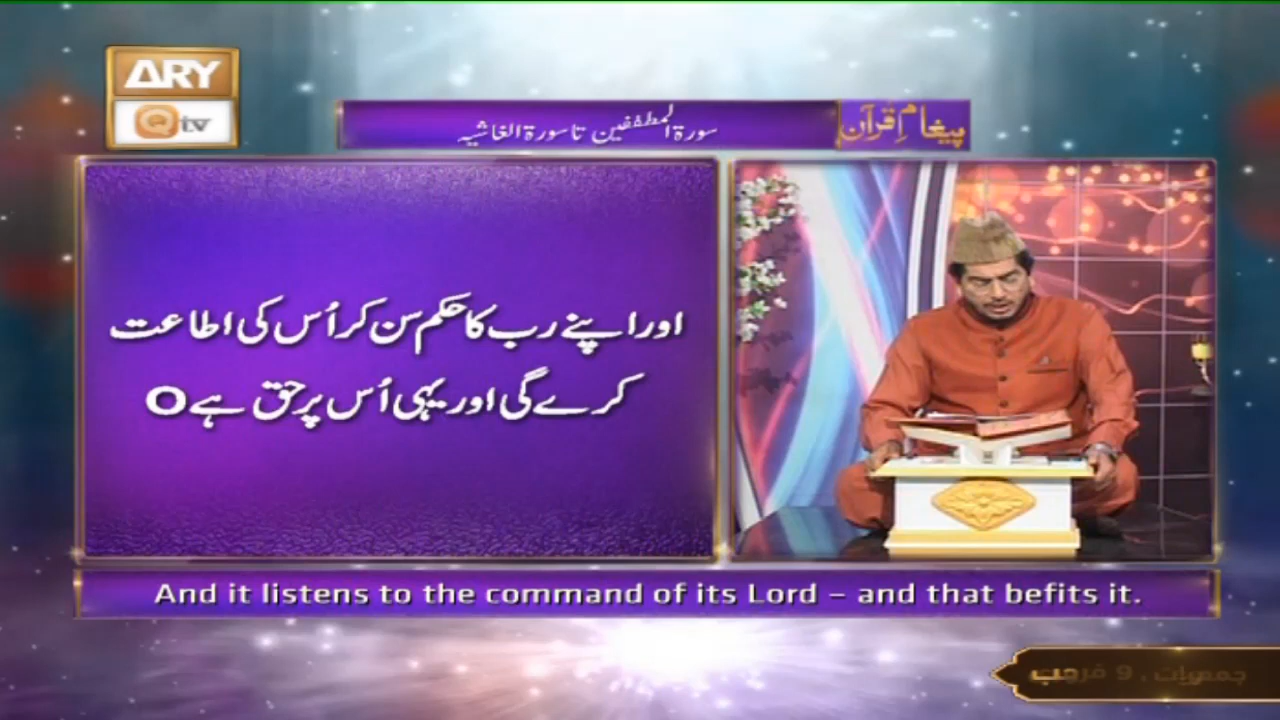 ARY
Qtv
پیغامِ قرآن
سورۃ المطففین تا سورۃ الغاشیہ
اور اپنے رب کا حکم سن کر اُس کی اطاعت
کرے گی اور یہی اُس پر حق ہے O
And it listens to the command of its Lord – and that befits it.
جمعرات , 9